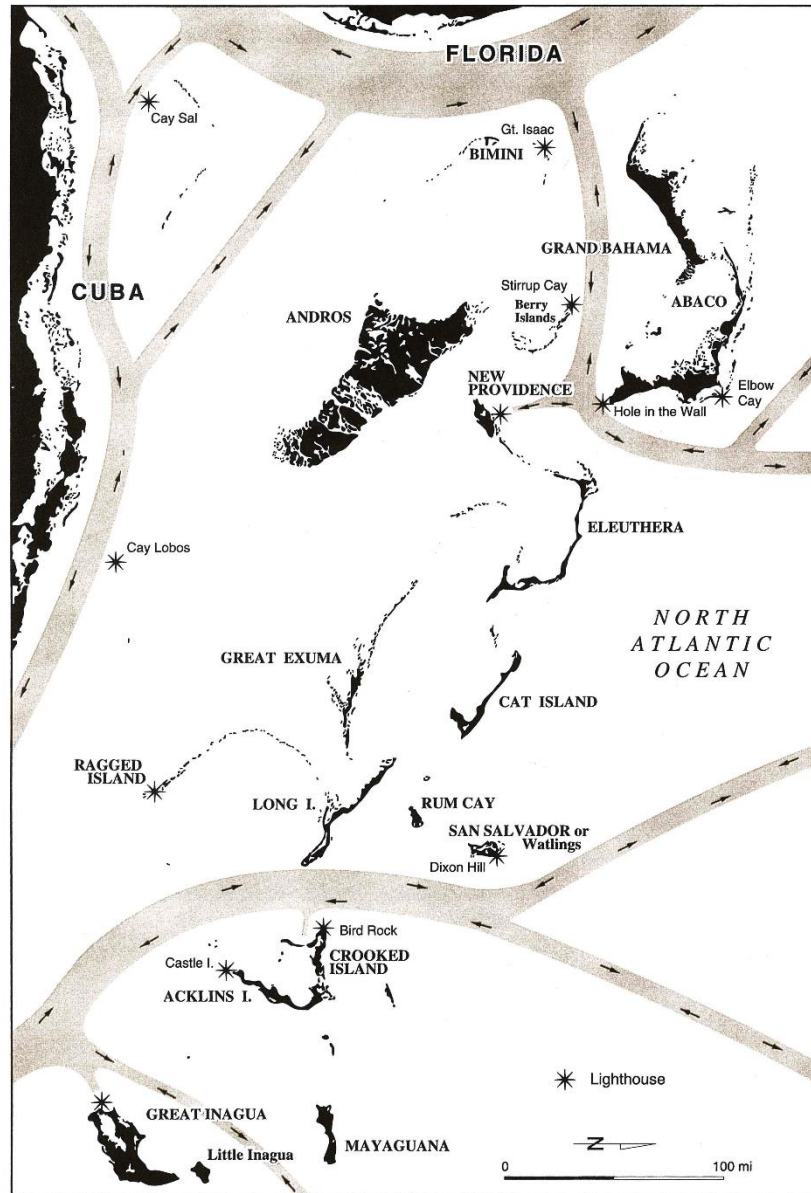 FLORIDA
Cay Sal
Gt. Isaac
BIMINI
GRAND BAHAMA
CUBA
Stirrup Cay
Berry
Islands
ABACO
ANDROS
NEW
PROVIDENCE
Elbow
Cay
Hole in the Wall
ELEUTHERA
Cay Lobos
NORTH
ATLANTIC
OCEAN
GREAT EXUMA
CAT ISLAND
RAGGED
ISLAND
LONG I.
RUM CAY
SAN SALVADOR or
Watlings
Dixon Hill
Bird Rock
Castle I.
CROOKED
ISLAND
ACKLINS I.
Lighthouse
GREAT INAGUA
Little Inagua
MAYAGUANA
N
0 100 mi